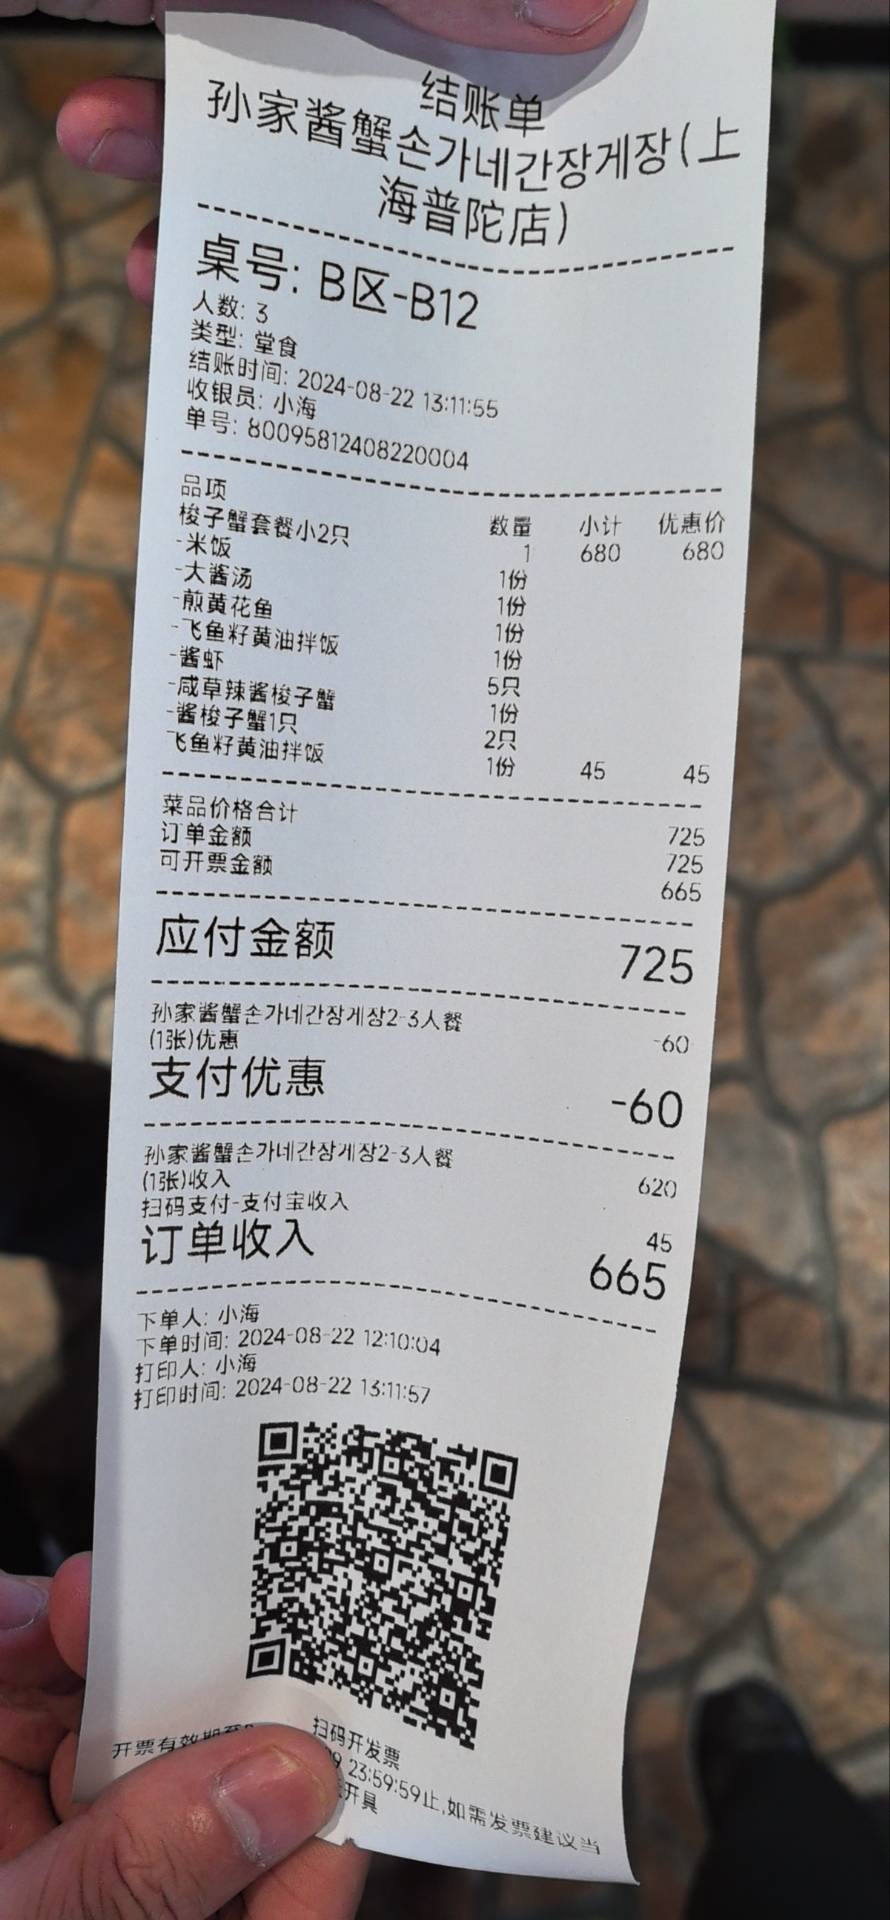 结账单
孙家酱蟹손가네간장게장(上
海普陀店)
桌号: B区-B12
人数: 3
类型: 堂食
结账时间: 2024-08-22 13:11:55
收银员: 小海
单号: 80095812408220004
品项 数量 小计 优惠价
梭子蟹套餐小2只 1 680 680
-米饭 1份
-大酱汤 1份
-煎黄花鱼 1份
-飞鱼籽黄油拌饭 1份
-酱虾 5只
-咸草辣酱梭子蟹 1份
-酱梭子蟹1只 2只
飞鱼籽黄油拌饭 1份 45 45
菜品价格合计 725
订单金额 725
可开票金额 665
应付金额 725
孙家酱蟹손가네간장게장2-3人餐
(1张)优惠 -60
支付优惠 -60
孙家酱蟹손가네간장게장2-3人餐
(1张)收入 620
扫码支付-支付宝收入 45
订单收入 665
下单人: 小海
下单时间: 2024-08-22 12:10:04
打印人: 小海
打印时间: 2024-08-22 13:11:57
扫码开发票
开票有效期至 23:59:59止,如需发票建议当
开具